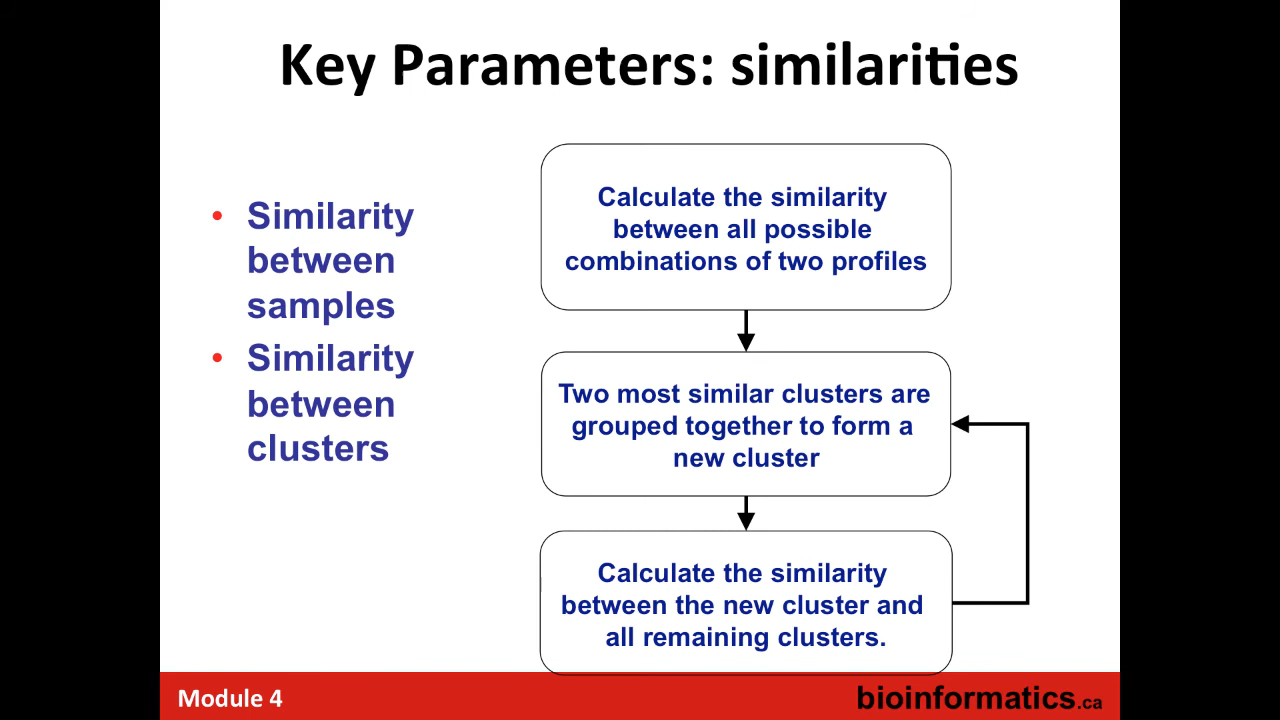 Key Parameters: similarities
• Similarity
between
samples
• Similarity
between
clusters
Calculate the similarity
between all possible
combinations of two profiles
Two most similar clusters are
grouped together to form a
new cluster
Calculate the similarity
between the new cluster and
all remaining clusters.
Module 4
bioinformatics.ca